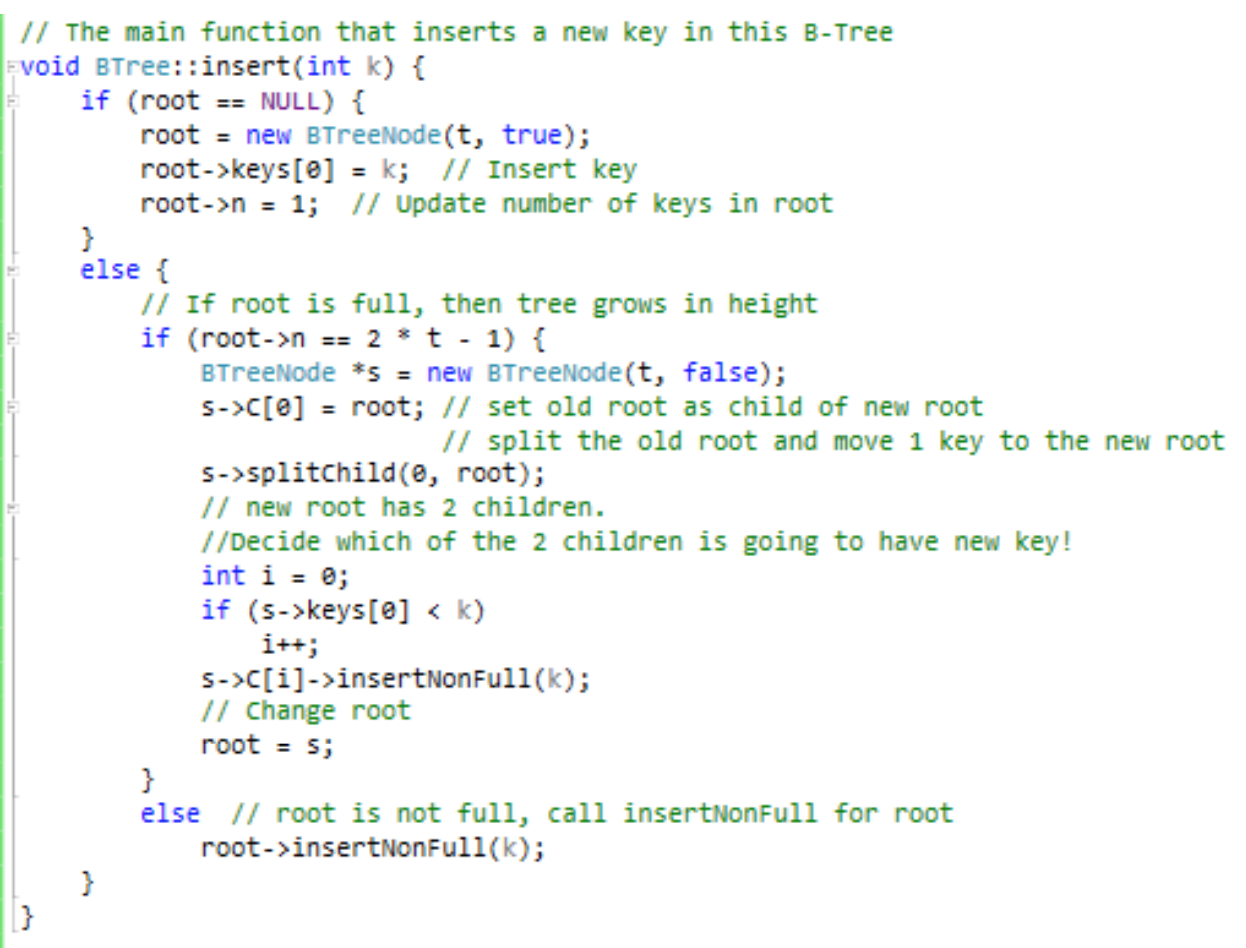 // The main function that inserts a new key in this B-Tree
void BTree::insert(int k) {
    if (root == NULL) {
        root = new BTreeNode(t, true);
        root->keys[0] = k;  // Insert key
        root->n = 1;  // Update number of keys in root
    }
    else {
        // If root is full, then tree grows in height
        if (root->n == 2 * t - 1) {
            BTreeNode *s = new BTreeNode(t, false);
            s->C[0] = root; // set old root as child of new root
                            // split the old root and move 1 key to the new root
            s->splitChild(0, root);
            // new root has 2 children.
            //Decide which of the 2 children is going to have new key!
            int i = 0;
            if (s->keys[0] < k)
                i++;
            s->C[i]->insertNonFull(k);
            // Change root
            root = s;
        }
        else  // root is not full, call insertNonFull for root
            root->insertNonFull(k);
    }
}